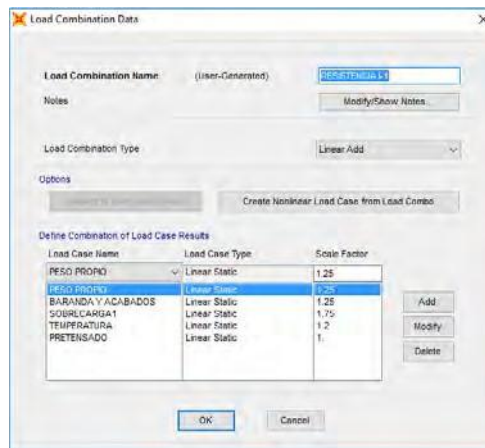 Load Combination Data
Load Combination Name (User-Generated) RESISTENCIA I-1
Notes Modify/Show Notes...
Load Combination Type Linear Add
Options
Create Nonlinear Load Case from Load Combo
Define Combination of Load Case Results
Load Case Name Load Case Type Scale Factor
PESO PROPIO Linear Static 1.25
PESO PROPIO Linear Static 1.25
BARANDA Y ACABADOS Linear Static 1.25
SOBRECARGA1 Linear Static 1.75
TEMPERATURA Linear Static 1.2
PRETENSADO Linear Static 1.
Add
Modify
Delete
OK Cancel